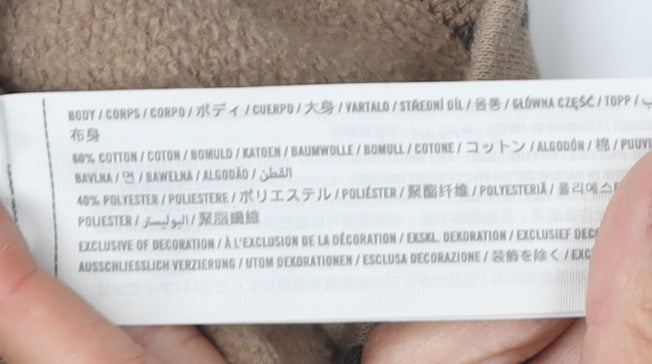 BODY / CORPS / CORPO / ボディ / CUERPO / 大身 / VARTALO / STŘEDNÍ DÍL / 몸통 / GŁÓWNA CZĘŚĆ / TOPP /
布身
60% COTTON / COTON / BOMULD / KATOEN / BAUMWOLLE / BOMULL / COTONE / コットン / ALGODÓN / 棉 / PUUVI
BAVLNA / 면 / BAWEŁNA / ALGODÃO / القطن
40% POLYESTER / POLIESTERE / ポリエステル / POLIÉSTER / 聚酯纤维 / POLYESTERIÄ / 폴리에스
POLIESTER / البوليستر / 聚脂纖維
EXCLUSIVE OF DECORATION / À L'EXCLUSION DE LA DÉCORATION / EKSKL. DEKORATION / EXCLUSIEF DEC
AUSSCHLIESSLICH VERZIERUNG / UTOM DEKORATIONEN / ESCLUSA DECORAZIONE / 装飾を除く / EXC